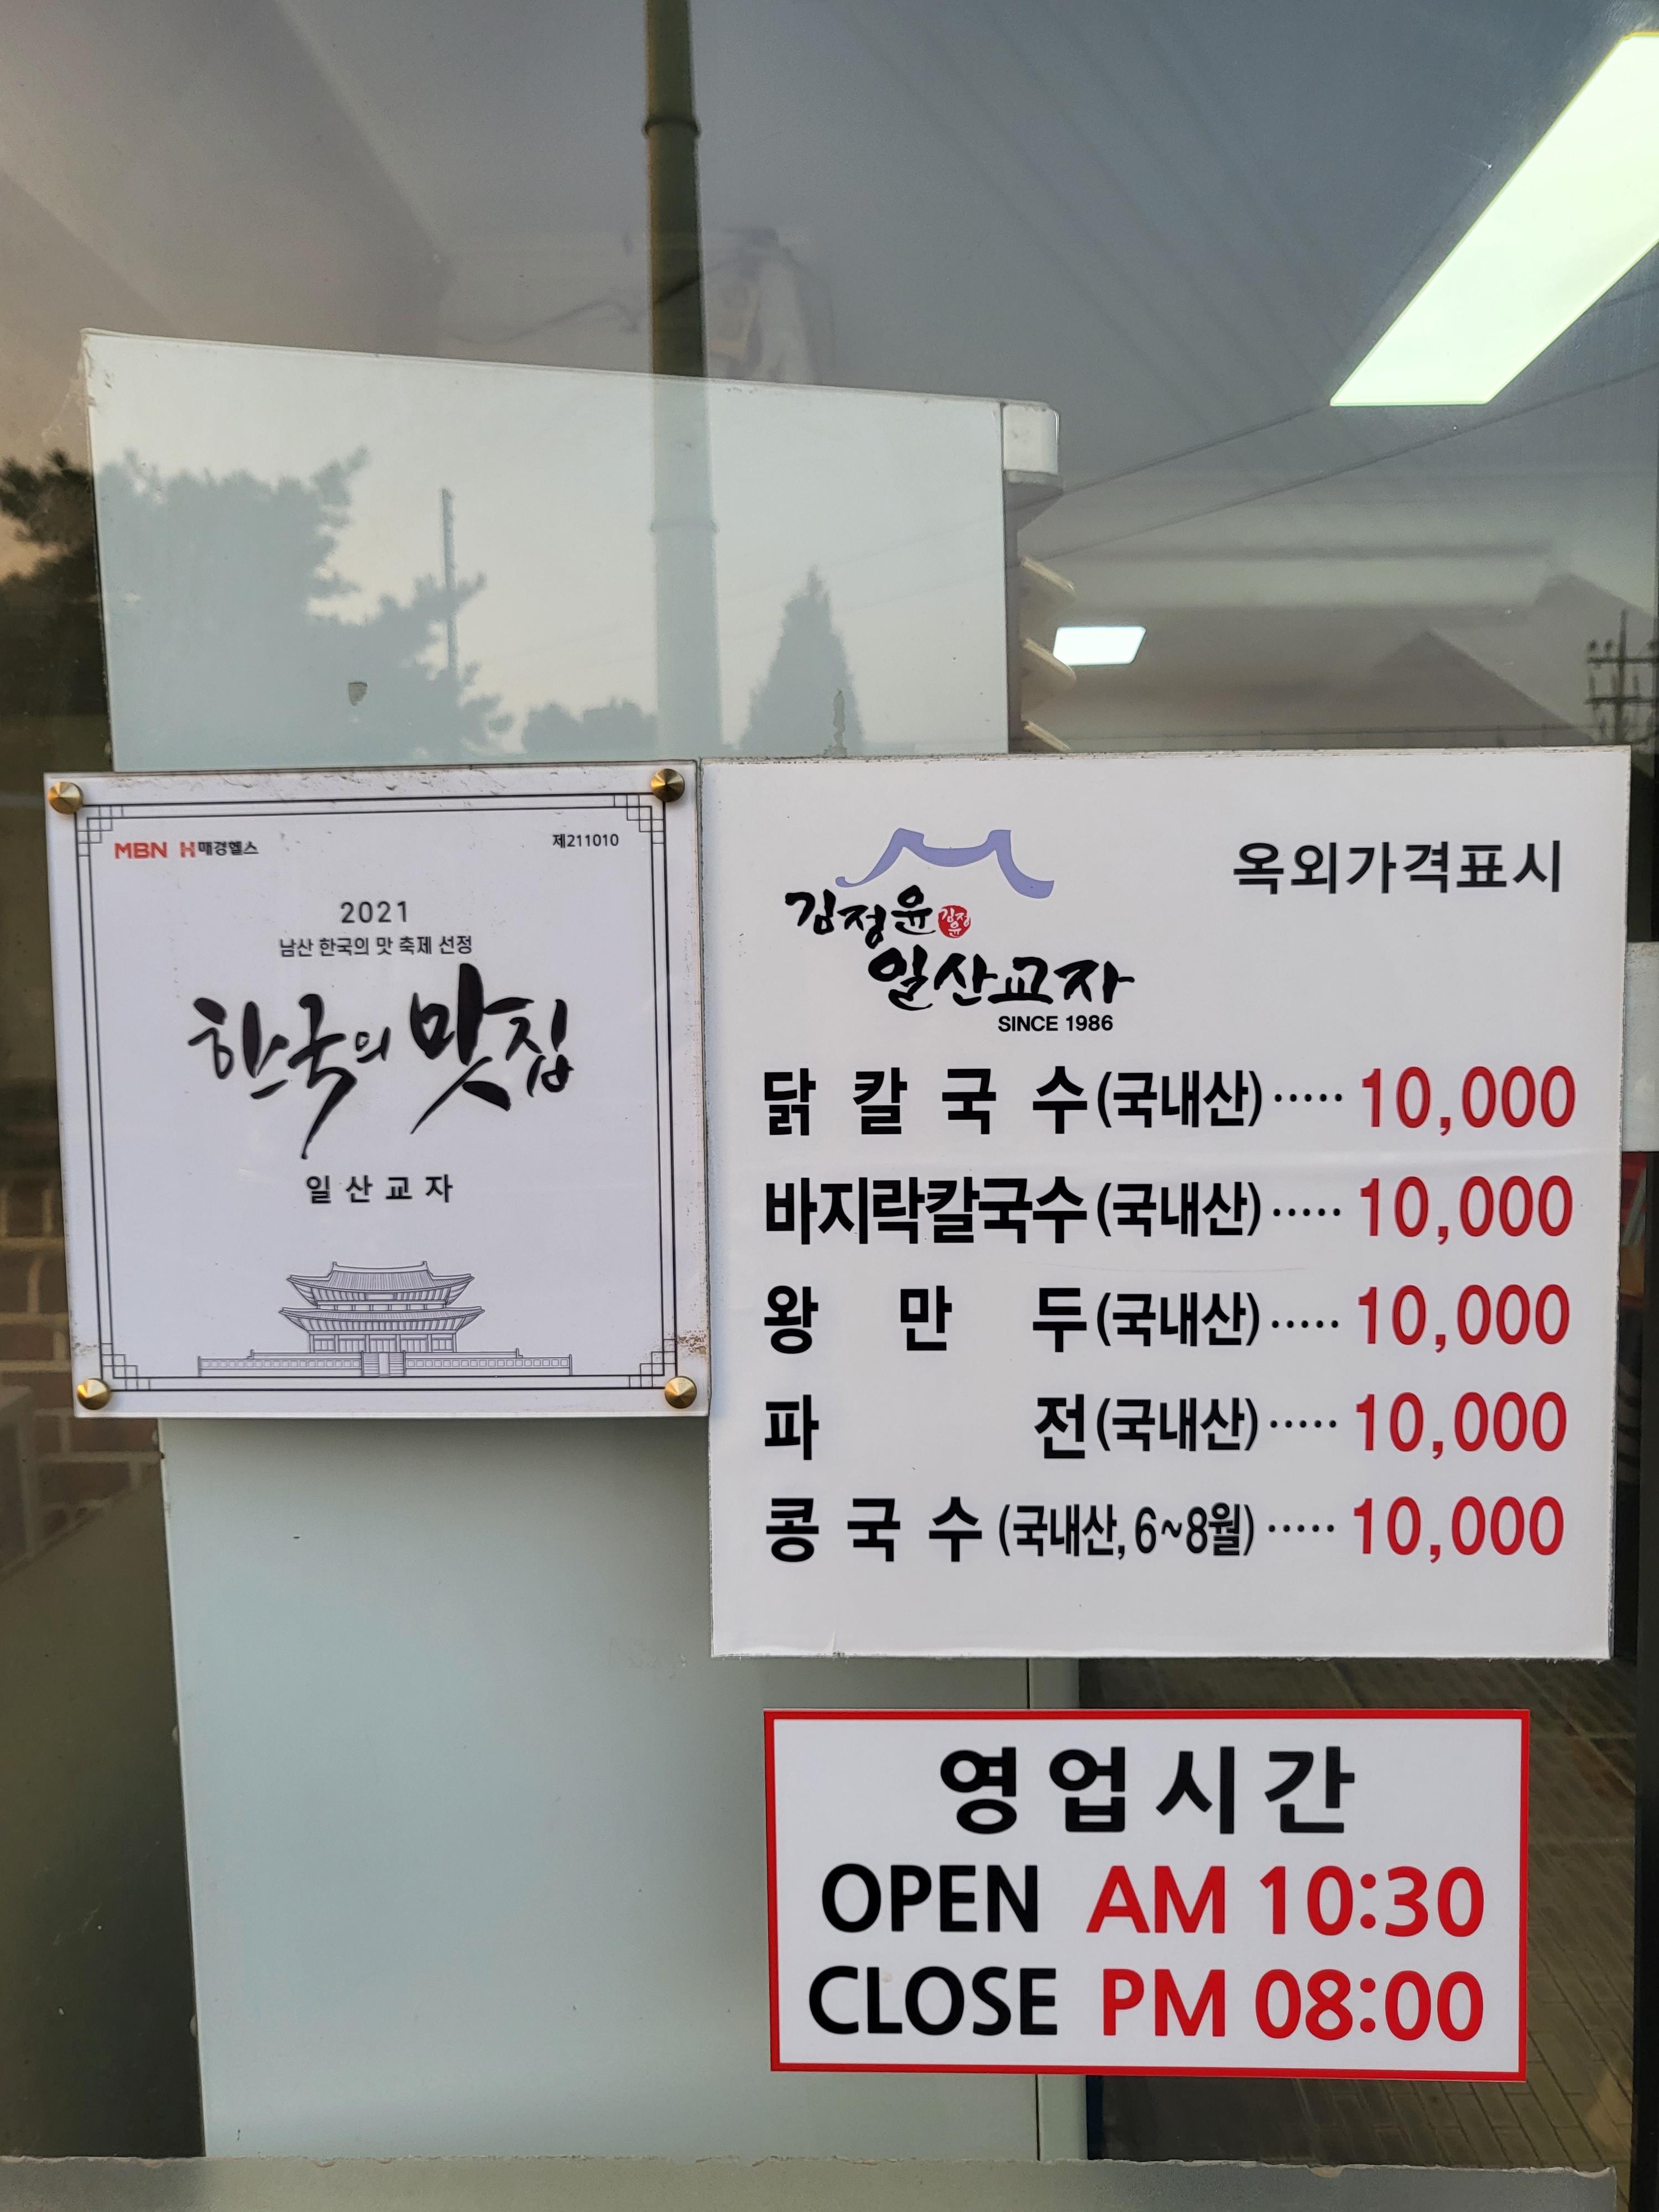 MBN H매경헬스
제211010
2021
남산 한국의 맛 축제 선정
한국의 맛집
일산교자
옥외가격표시
김정윤 김정윤
일산교자
SINCE 1986
닭칼국수(국내산)····· 10,000
바지락칼국수(국내산)····· 10,000
왕만두(국내산)····· 10,000
파전(국내산)····· 10,000
콩국수(국내산, 6~8월)····· 10,000
영업시간
OPEN AM 10:30
CLOSE PM 08:00